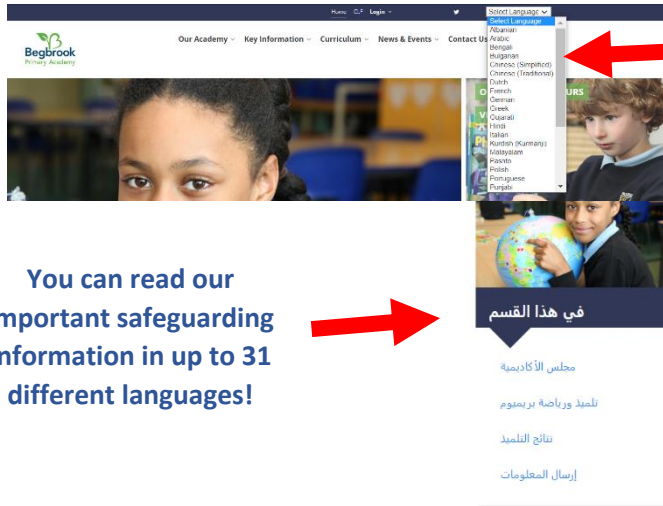 Home CLF Login
Select Language
Begbrook
Primary Academy
Our Academy Key Information Curriculum News & Events Contact Us
Select Language
Albanian
Arabic
Bengali
Bulgarian
Chinese (Simplified)
Chinese (Traditional)
Dutch
French
German
Greek
Gujarati
Hindi
Italian
Kurdish (Kurmanji)
Malayalam
Pashto
Polish
Portuguese
Punjabi
You can read our
mportant safeguarding
nformation in up to 31
different languages!
في هذا القسم
مجلس الأكاديمية
تلميذ ورياضة بريميوم
نتائج التلميذ
إرسال المعلومات